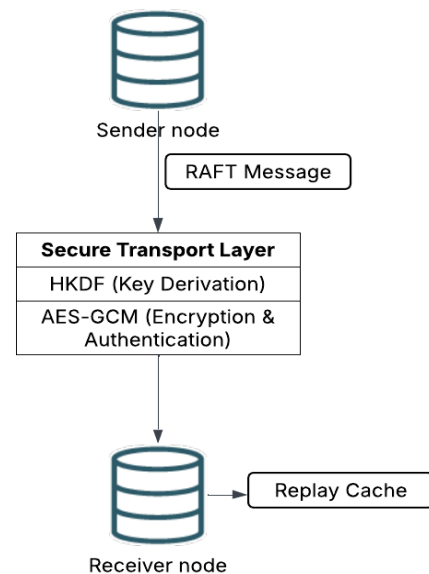 Sender node
RAFT Message
Secure Transport Layer
HKDF (Key Derivation)
AES-GCM (Encryption &
Authentication)
Replay Cache
Receiver node